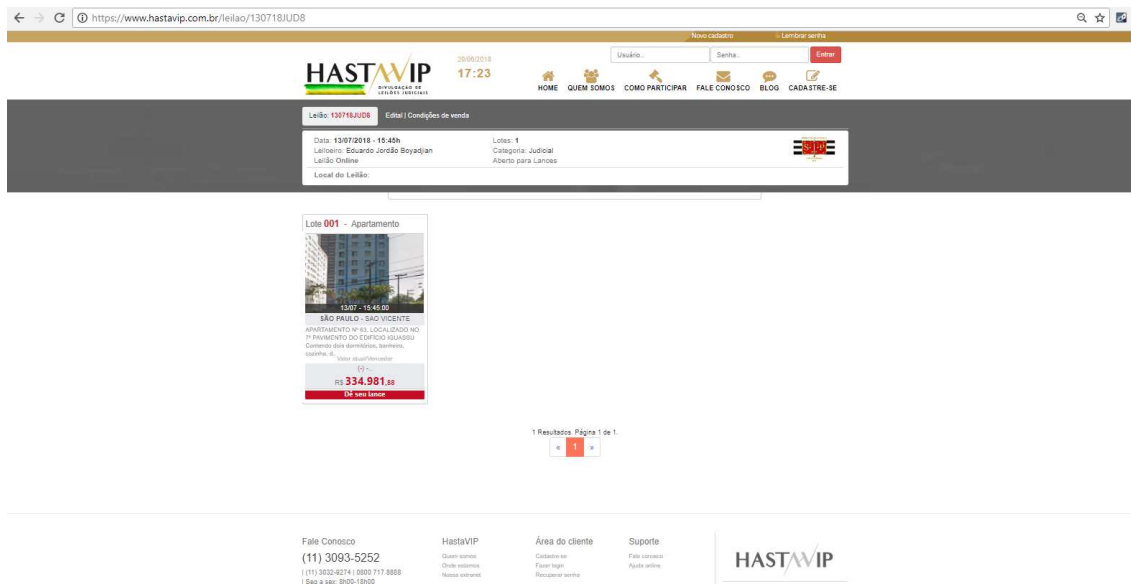 https://www.hastavip.com.br/leilao/130718JUD8
Novo cadastro
Lembrar senha
HASTAVIP
DIVULGAÇÃO DE
LEILÕES JUDICIAIS
17:23
Usuário..
Senha..
Entrar
HOME QUEM SOMOS COMO PARTICIPAR FALE CONOSCO BLOG CADASTRE-SE
Leilão: 130718JUD8 Edital | Condições de venda
Data: 13/07/2018 - 15:45h
Leiloeiro: Eduardo Jordão Boyadjian
Leilão Online
Lotes: 1
Categoria: Judicial
Aberto para Lances
Local do Leilão:
Lote 001 - Apartamento
13/07 - 15:45:00
SÃO PAULO - SAO VICENTE
APARTAMENTO Nº 63, LOCALIZADO NO
7º PAVIMENTO DO EDIFÍCIO IGUASSU
Contendo dois dormitórios, banheiro,
cozinha, d..
Valor atual/Vencedor
(-) -..
R$ 334.981,88
Dê seu lance
1 Resultados. Página 1 de 1.
« 1 »
Fale Conosco
(11) 3093-5252
| (11) 3032-9274 | 0800 717 8888
| Seg a sex: 8h00-18h00
HastaVIP
Quem somos
Onde estamos
Nossa extranet
Área do cliente
Cadastre-se
Fazer login
Recuperar senha
Suporte
Fale conosco
Ajuda online
HASTAVIP